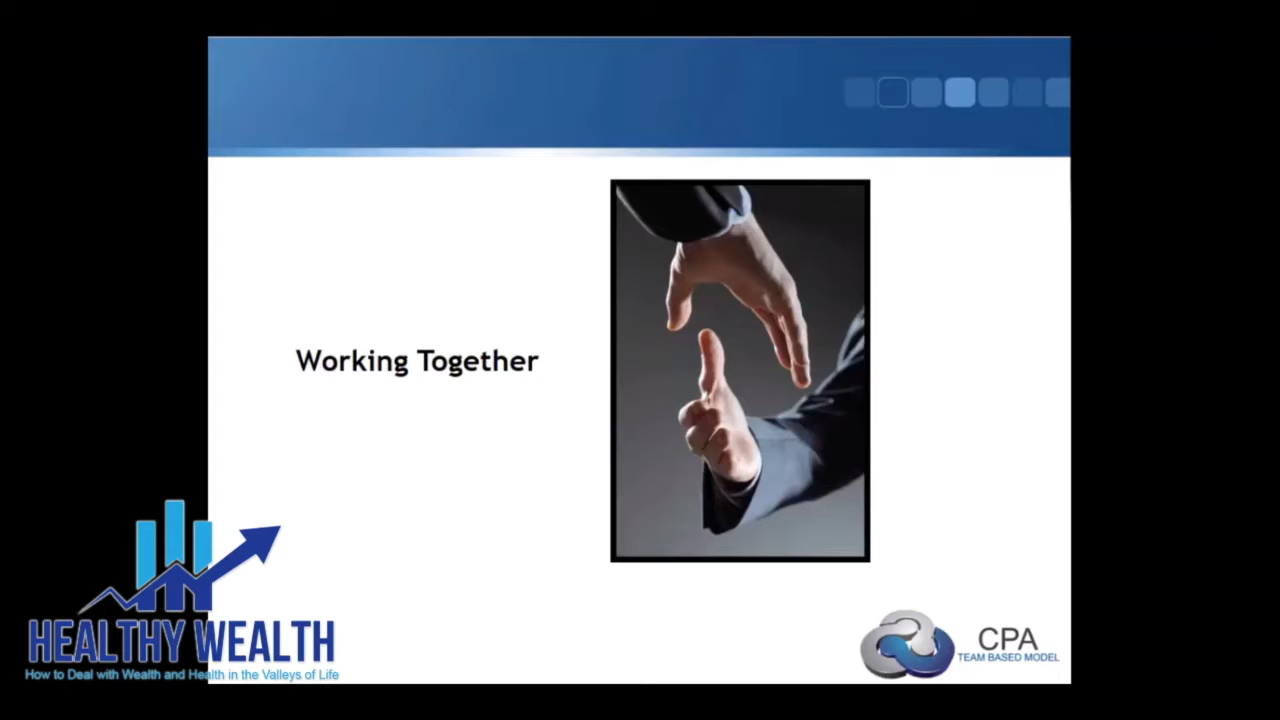 Working Together
HEALTHY WEALTH
How to Deal with Wealth and Health in the Valleys of Life
CPA
TEAM BASED MODEL